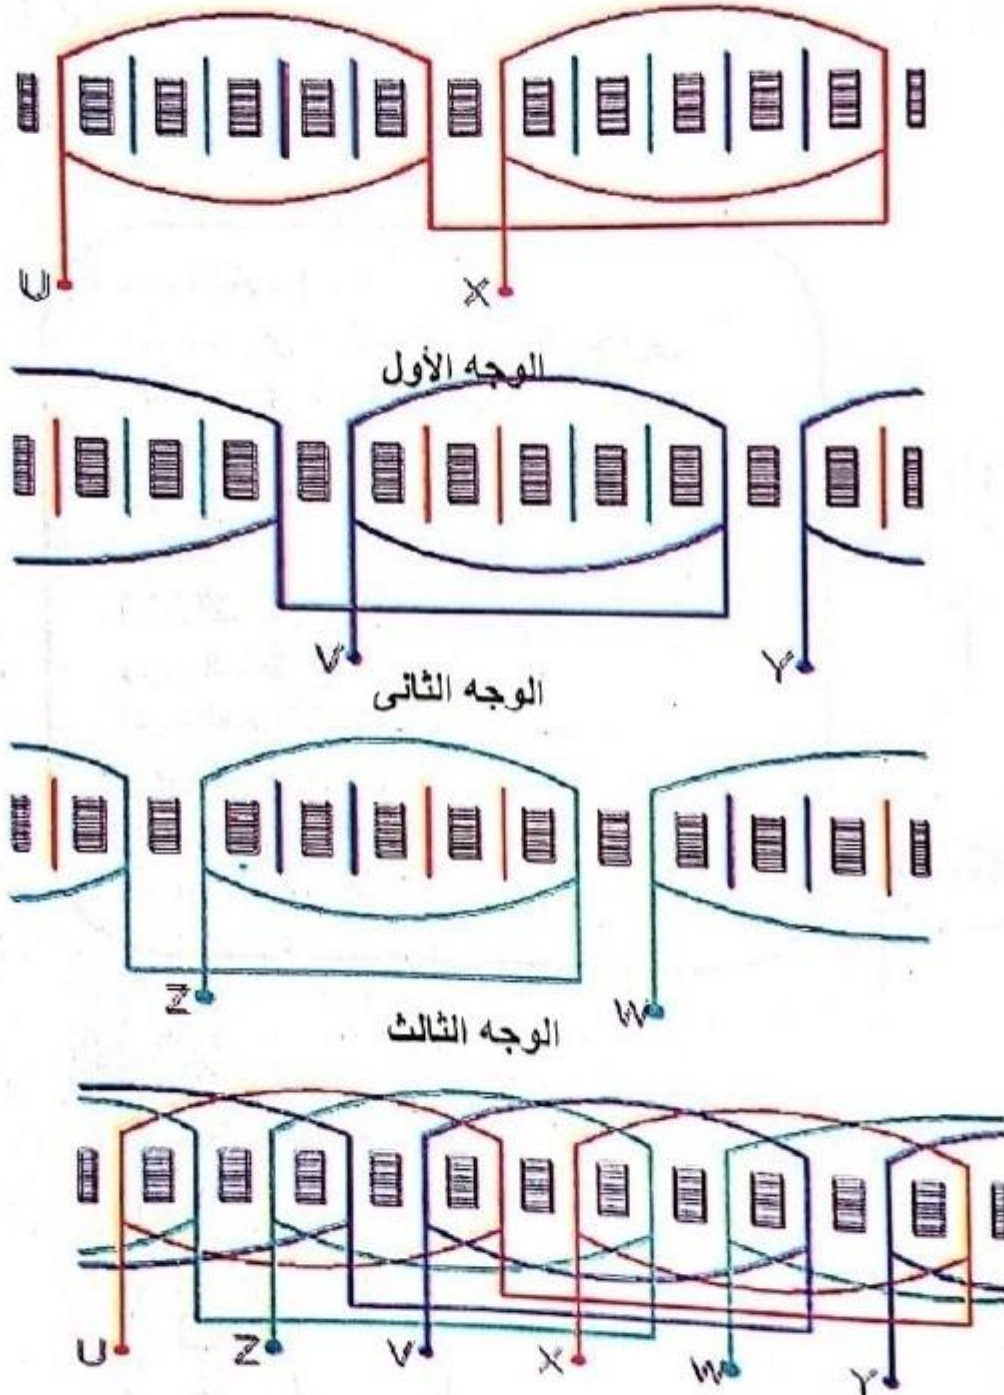 U X
الوجه الأول
V Y
الوجه الثانى
Z W
الوجه الثالث
U Z V X W Y